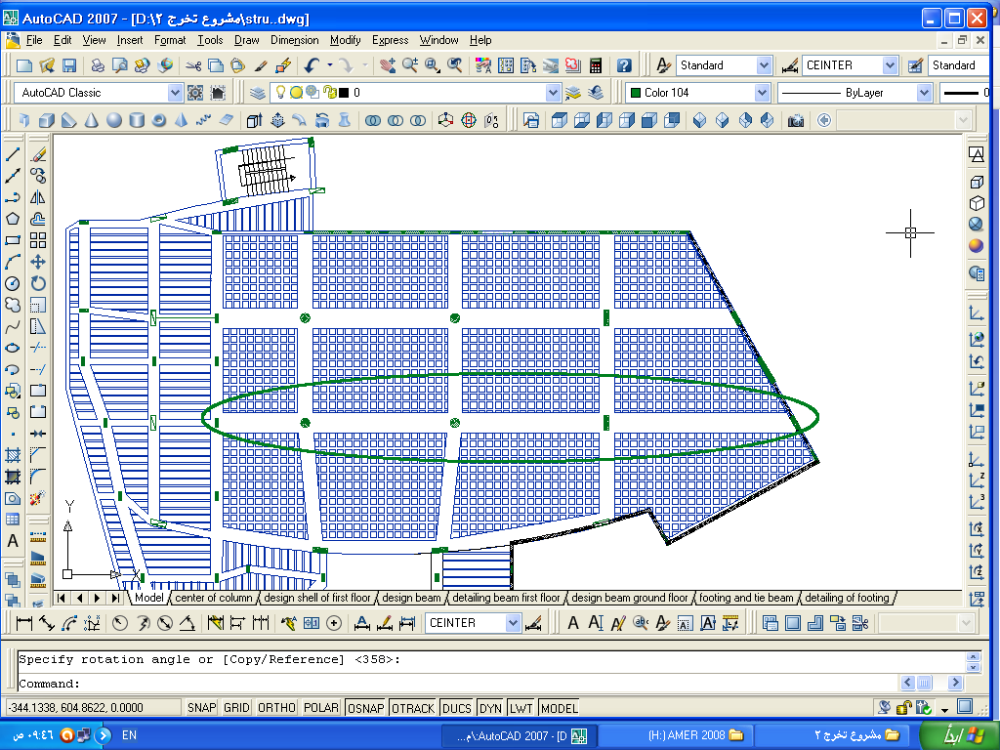 AutoCAD 2007 - [D:\مشروع تخرج ٢\stru..dwg]
File Edit View Insert Format Tools Draw Dimension Modify Express Window Help
Standard CEINTER Standard
AutoCAD Classic 0 Color 104 ByLayer 0
Y
X
Model center of column design shell of first floor design beam detailing beam first floor design beam ground floor footing and tie beam detailing of footing
CEINTER
Specify rotation angle or [Copy/Reference] <358>:
Command:
-344.1338, 604.8622, 0.0000 SNAP GRID ORTHO POLAR OSNAP OTRACK DUCS DYN LWT MODEL
٠٩:٤٦ ص EN AutoCAD 2007 - [D:\م... (H:) AMER 2008 مشروع تخرج ٢ ابدأ